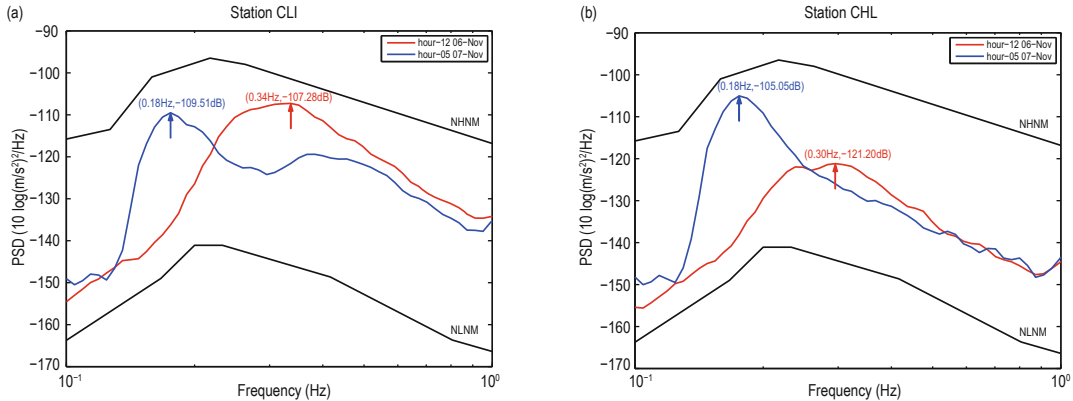 (a)
Station CLI
−90
−100
−110
−120
−130
−140
−150
−160
−170
PSD (10 log(m/s²)²/Hz)
hour−12 06−Nov
hour−05 07−Nov
(0.18Hz,−109.51dB)
(0.34Hz,−107.28dB)
NHNM
NLNM
10⁻¹
10⁰
Frequency (Hz)
(b)
Station CHL
−90
−100
−110
−120
−130
−140
−150
−160
−170
PSD (10 log(m/s²)²/Hz)
hour−12 06−Nov
hour−05 07−Nov
(0.18Hz,−105.05dB)
(0.30Hz,−121.20dB)
NHNM
NLNM
10⁻¹
10⁰
Frequency (Hz)